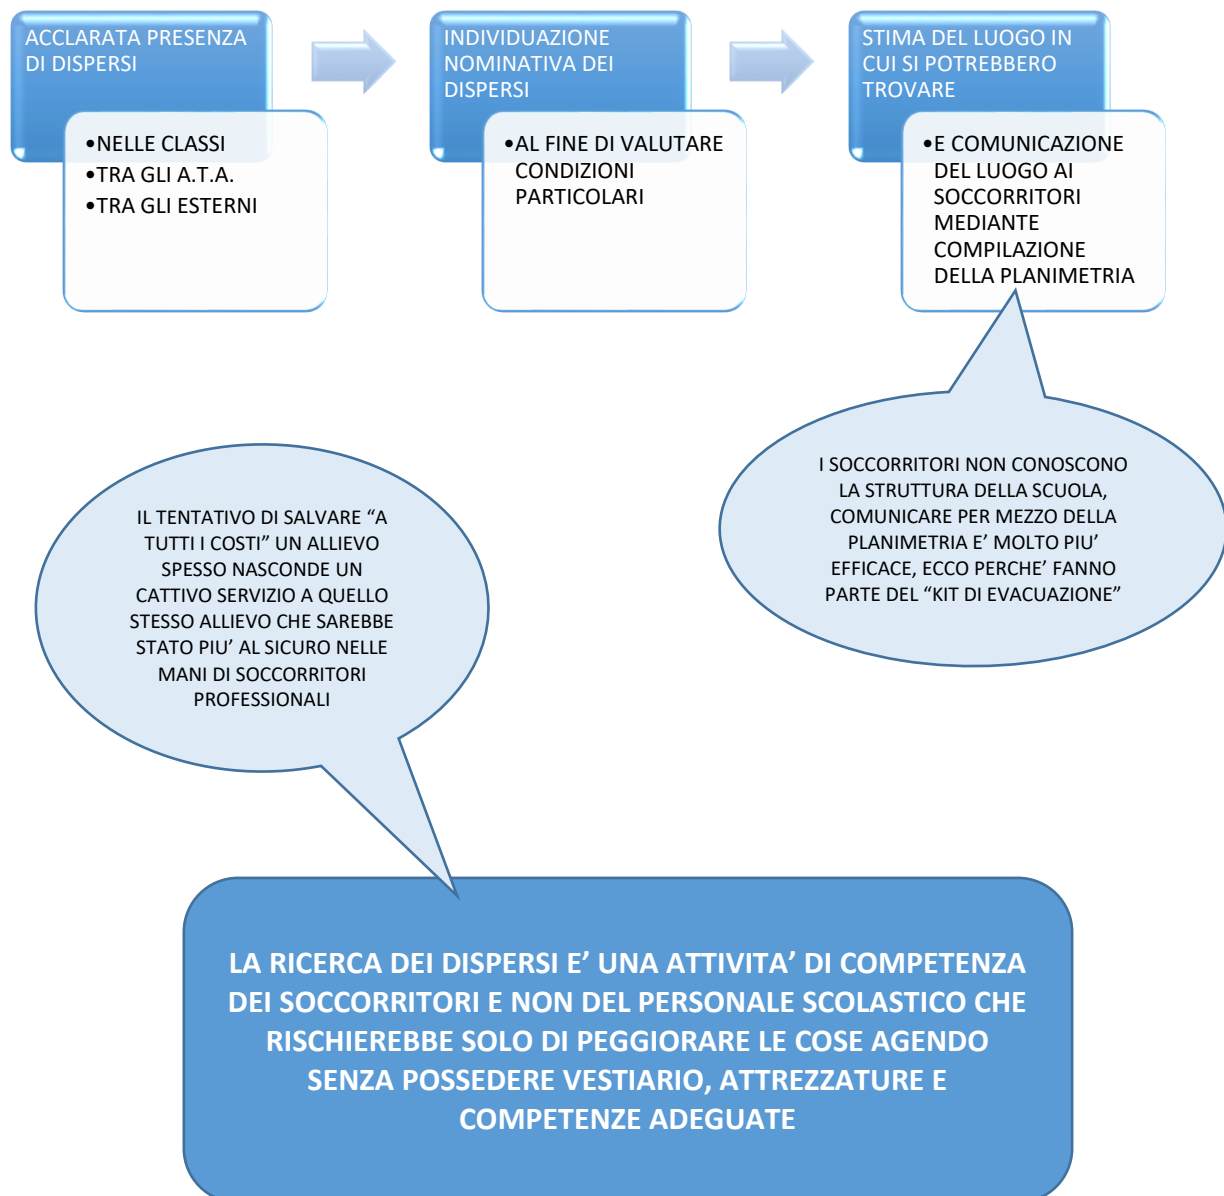 ACCLARATA PRESENZA
DI DISPERSI
•NELLE CLASSI
•TRA GLI A.T.A.
•TRA GLI ESTERNI
INDIVIDUAZIONE
NOMINATIVA DEI
DISPERSI
•AL FINE DI VALUTARE
CONDIZIONI
PARTICOLARI
STIMA DEL LUOGO IN
CUI SI POTREBBERO
TROVARE
•E COMUNICAZIONE
DEL LUOGO AI
SOCCORRITORI
MEDIANTE
COMPILAZIONE
DELLA PLANIMETRIA
I SOCCORRITORI NON CONOSCONO
LA STRUTTURA DELLA SCUOLA,
COMUNICARE PER MEZZO DELLA
PLANIMETRIA E’ MOLTO PIU’
EFFICACE, ECCO PERCHE’ FANNO
PARTE DEL “KIT DI EVACUAZIONE”
IL TENTATIVO DI SALVARE “A
TUTTI I COSTI” UN ALLIEVO
SPESSO NASCONDE UN
CATTIVO SERVIZIO A QUELLO
STESSO ALLIEVO CHE SAREBBE
STATO PIU’ AL SICURO NELLE
MANI DI SOCCORRITORI
PROFESSIONALI
LA RICERCA DEI DISPERSI E’ UNA ATTIVITA’ DI COMPETENZA
DEI SOCCORRITORI E NON DEL PERSONALE SCOLASTICO CHE
RISCHIEREBBE SOLO DI PEGGIORARE LE COSE AGENDO
SENZA POSSEDERE VESTIARIO, ATTREZZATURE E
COMPETENZE ADEGUATE